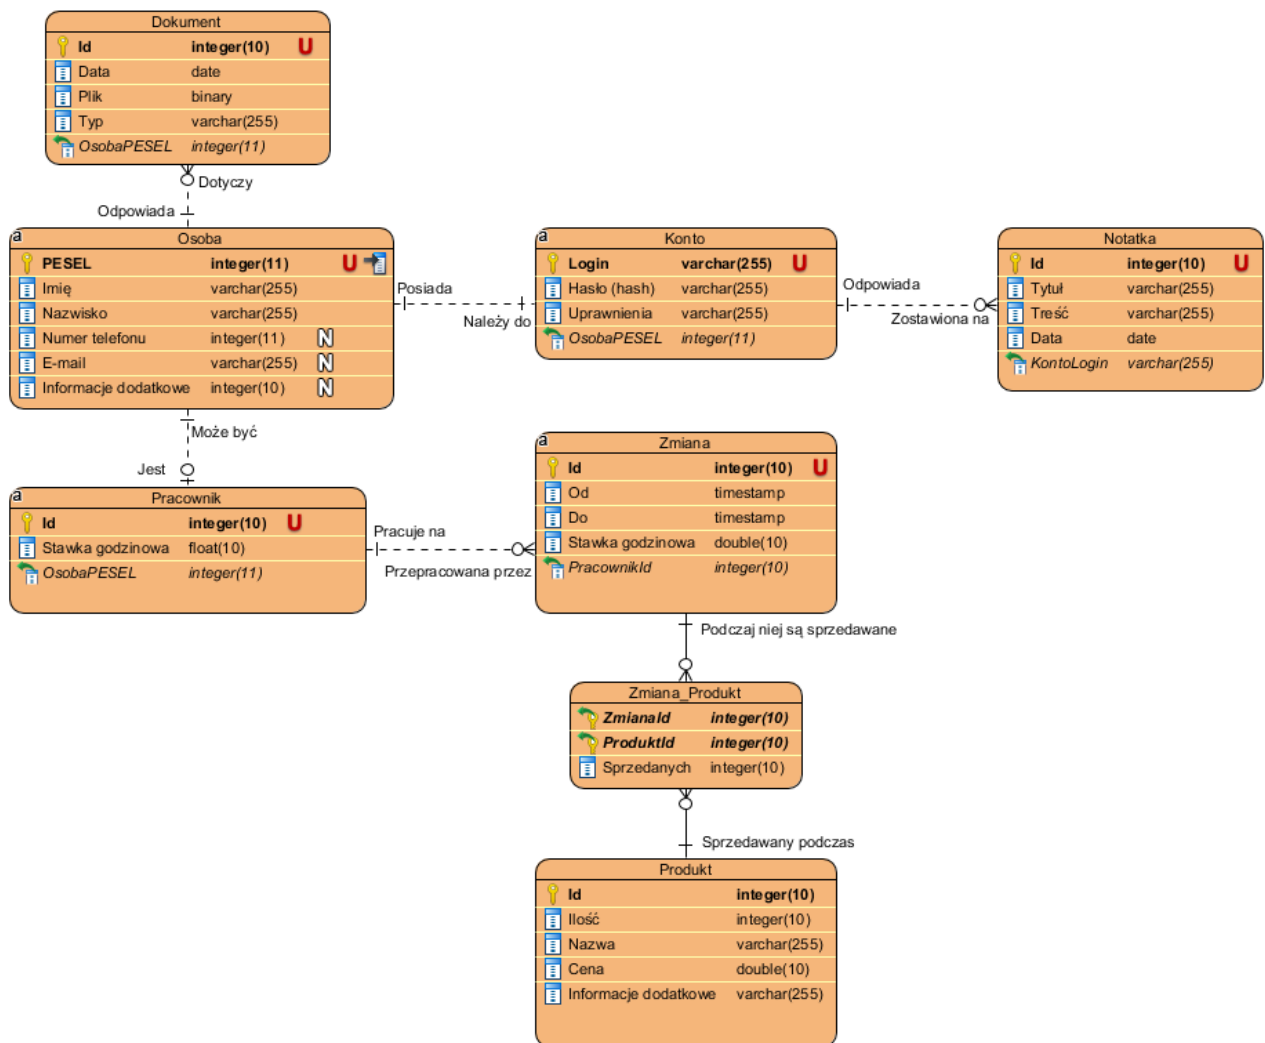 Dokument
Id integer(10) U
Data date
Plik binary
Typ varchar(255)
OsobaPESEL integer(11)
Dotyczy
Odpowiada
a
Osoba
PESEL integer(11) U
Imię varchar(255)
Nazwisko varchar(255)
Numer telefonu integer(11) N
E-mail varchar(255) N
Informacje dodatkowe integer(10) N
Posiada
Należy do
a
Konto
Login varchar(255) U
Hasło (hash) varchar(255)
Uprawnienia varchar(255)
OsobaPESEL integer(11)
Odpowiada
Zostawiona na
Notatka
Id integer(10) U
Tytuł varchar(255)
Treść varchar(255)
Data date
KontoLogin varchar(255)
Może być
Jest
a
Pracownik
Id integer(10) U
Stawka godzinowa float(10)
OsobaPESEL integer(11)
Pracuje na
Przepracowana przez
a
Zmiana
Id integer(10) U
Od timestamp
Do timestamp
Stawka godzinowa double(10)
PracownikId integer(10)
Podczaj niej są sprzedawane
Zmiana_Produkt
ZmianaId integer(10)
ProduktId integer(10)
Sprzedanych integer(10)
Sprzedawany podczas
Produkt
Id integer(10)
Ilość integer(10)
Nazwa varchar(255)
Cena double(10)
Informacje dodatkowe varchar(255)